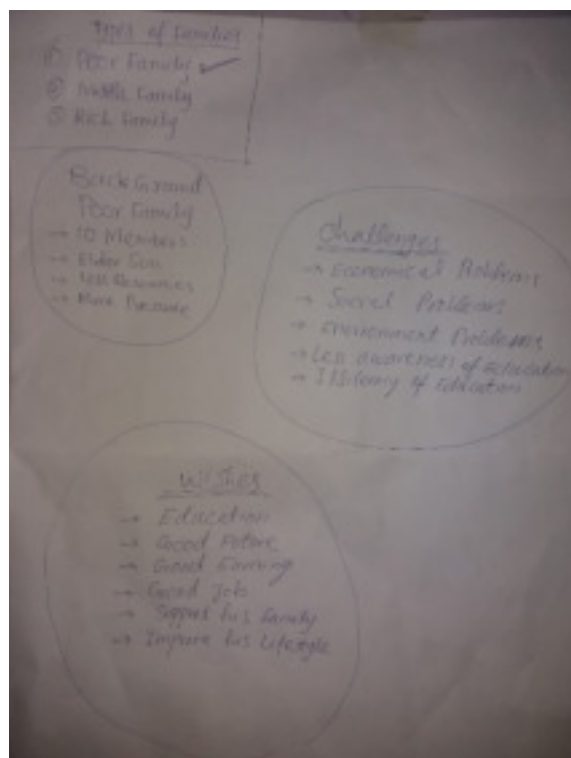 Types of Families
① Poor Family ✓
② Middle Family
③ Rich Family
Back Ground
Poor Family
→ 10 Members
→ Elder Son
→ Less Resources
→ More Pressure
Challenges
→ Economical Problems
→ Social Problems
→ Environment Problems
→ Less awareness of Education
→ of Education
Wishes
→ Education
→ Good Future
→ Good Earning
→ Good Job
→ Support his Family
→ Improve his Lifestyle